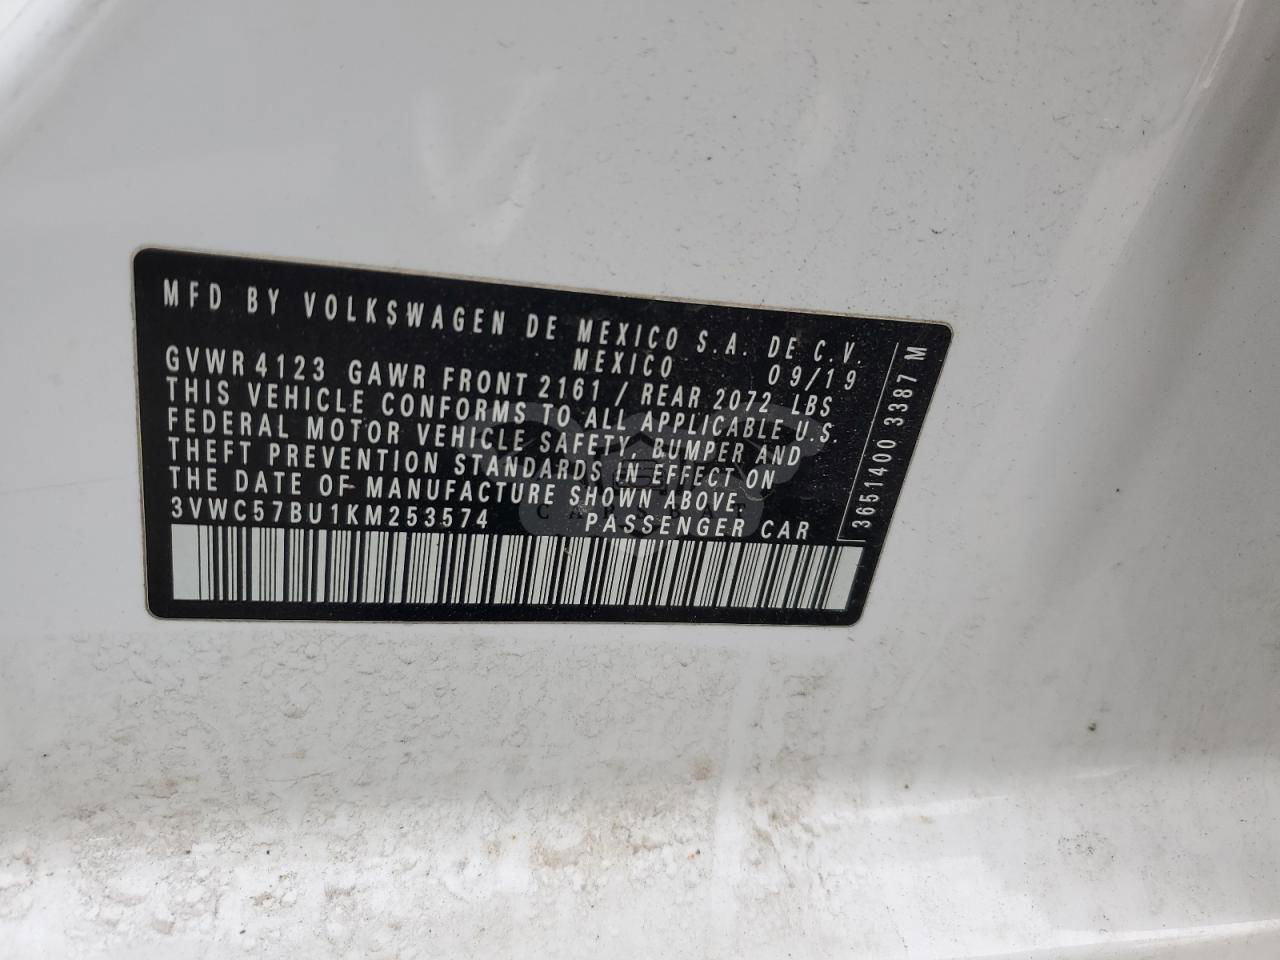 MFD BY VOLKSWAGEN DE MEXICO S.A. DE C.V.
MEXICO 09/19
GVWR 4123 GAWR FRONT 2161 / REAR 2072 LBS
THIS VEHICLE CONFORMS TO ALL APPLICABLE U.S.
FEDERAL MOTOR VEHICLE SAFETY, BUMPER AND
THEFT PREVENTION STANDARDS IN EFFECT ON
THE DATE OF MANUFACTURE SHOWN ABOVE.
3VWC57BU1KM253574 PASSENGER CAR
3651400 3387 M